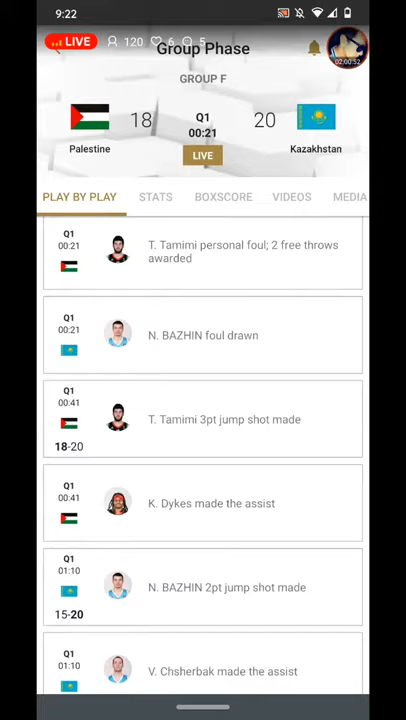 9:22
LIVE 120 6 5
Group Phase
02:00:52
GROUP F
18 Q1 20
00:21
Palestine Kazakhstan
LIVE
PLAY BY PLAY STATS BOXSCORE VIDEOS MEDIA
Q1
00:21
T. Tamimi personal foul; 2 free throws
awarded
Q1
00:21
N. BAZHIN foul drawn
Q1
00:41
T. Tamimi 3pt jump shot made
18-20
Q1
00:41
K. Dykes made the assist
Q1
01:10
N. BAZHIN 2pt jump shot made
15-20
Q1
01:10
V. Chsherbak made the assist